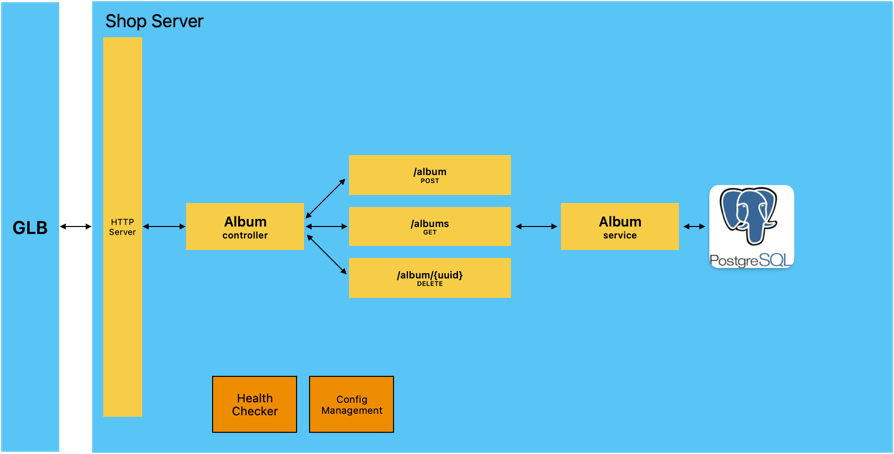 Shop Server
GLB
HTTP
Server
Album
controller
/album
POST
/albums
GET
/album/{uuid}
DELETE
Album
service
PostgreSQL
Health
Checker
Config
Management